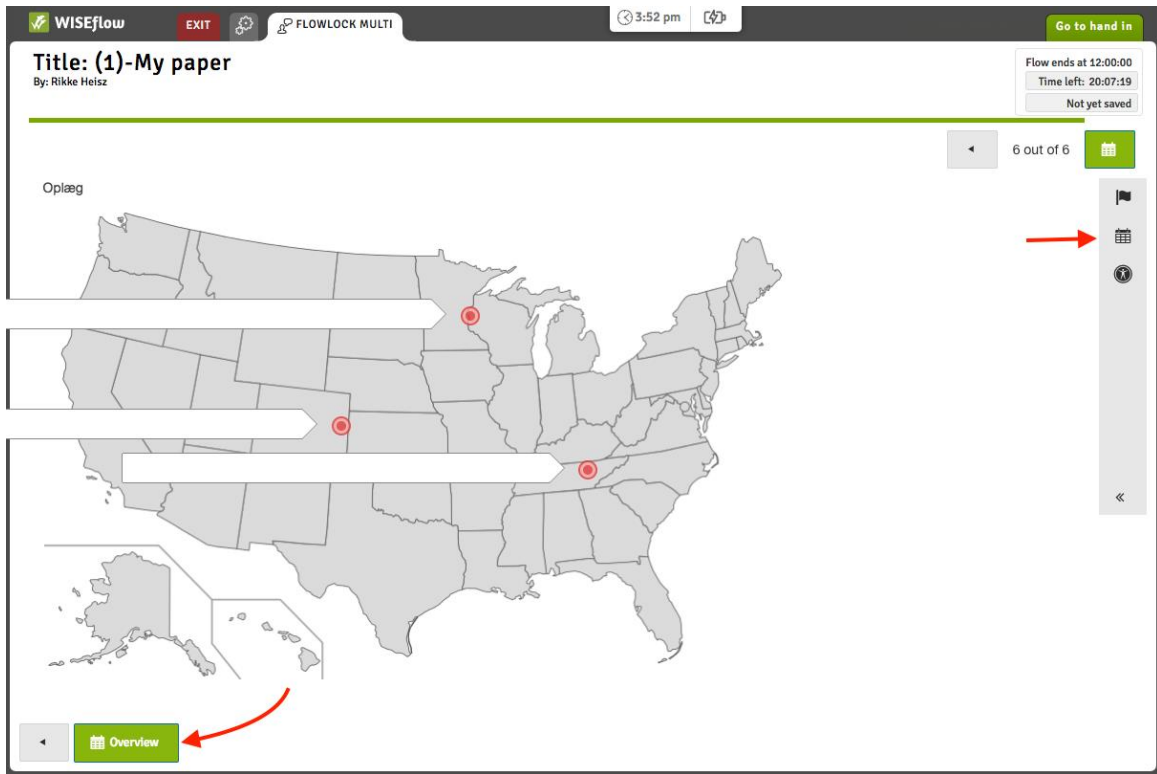 WISEflow
EXIT
FLOWLOCK MULTI
3:52 pm
Go to hand in
Title: (1)-My paper
By: Rikke Heisz
Flow ends at 12:00:00
Time left: 20:07:19
Not yet saved
6 out of 6
Oplæg
Overview